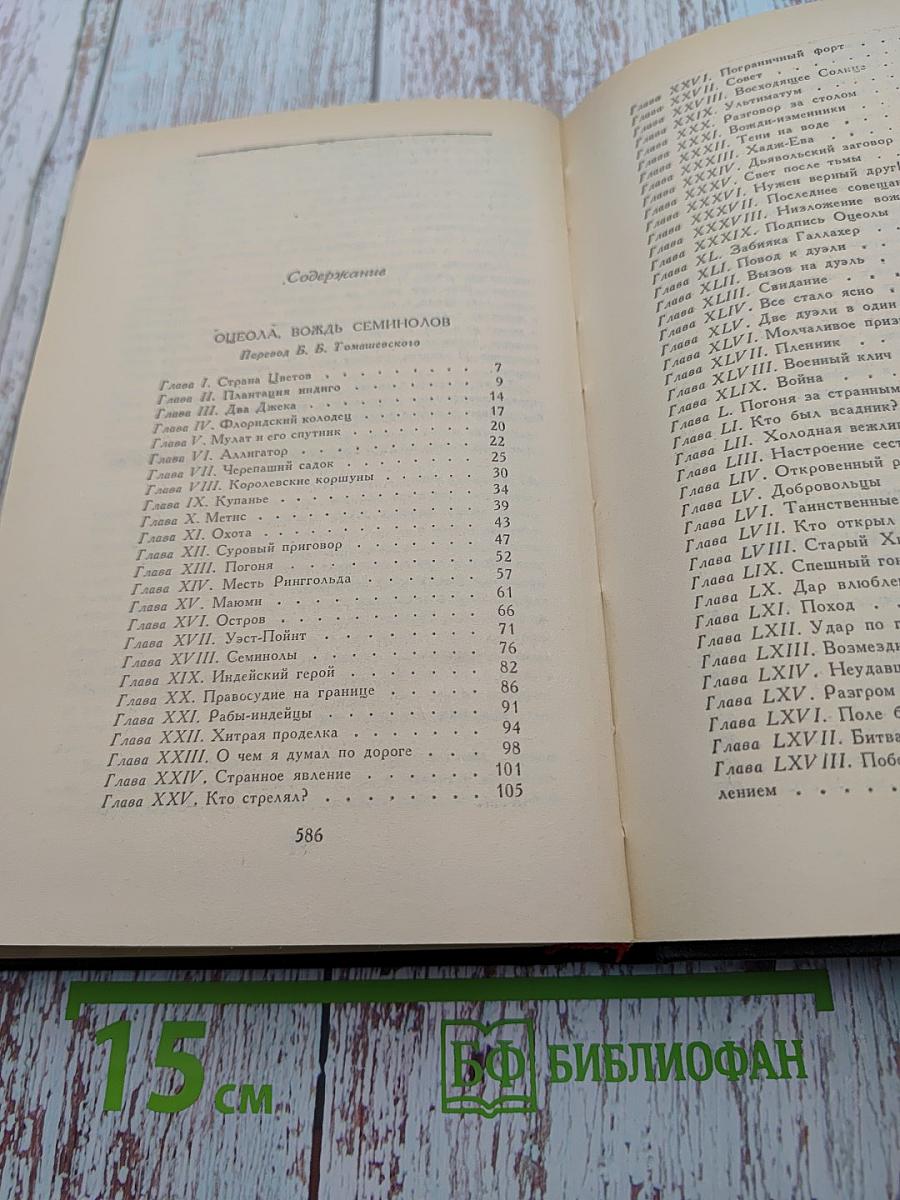 Содержание
ОЦЕОЛА, ВОЖДЬ СЕМИНОЛОВ
Перевод Б. Б. Томашевского
Глава I. Страна Цветов . . . . . . . . . . 7
Глава II. Плантация индиго . . . . . . . . 9
Глава III. Два Джека . . . . . . . . . . 14
Глава IV. Флоридский колодец . . . . . . . 17
Глава V. Мулат и его спутник . . . . . . . 20
Глава VI. Аллигатор . . . . . . . . . . 22
Глава VII. Черепаший садок . . . . . . . . 25
Глава VIII. Королевские коршуны . . . . . . 30
Глава IX. Купанье . . . . . . . . . . . 34
Глава X. Метис . . . . . . . . . . . . 39
Глава XI. Охота . . . . . . . . . . . . 43
Глава XII. Суровый приговор . . . . . . . 47
Глава XIII. Погоня . . . . . . . . . . . 52
Глава XIV. Месть Ринггольда . . . . . . . 57
Глава XV. Маюми . . . . . . . . . . . 61
Глава XVI. Остров . . . . . . . . . . . 66
Глава XVII. Уэст-Пойнт . . . . . . . . . 71
Глава XVIII. Семинолы . . . . . . . . . 76
Глава XIX. Индейский герой . . . . . . . 82
Глава XX. Правосудие на границе . . . . . 86
Глава XXI. Рабы-индейцы . . . . . . . . 91
Глава XXII. Хитрая проделка . . . . . . . 94
Глава XXIII. О чем я думал по дороге . . . 98
Глава XXIV. Странное явление . . . . . . 101
Глава XXV. Кто стрелял? . . . . . . . . 105
586
Глава XXVI. Пограничный форт . .
Глава XXVII. Совет . . . . .
Глава XXVIII. Восходящее Солнце
Глава XXIX. Ультиматум . . . .
Глава XXX. Разговор за столом .
Глава XXXI. Вожди-изменники . .
Глава XXXII. Тени на воде . . .
Глава XXXIII. Хадж-Ева . . . .
Глава XXXIV. Дьявольский заговор
Глава XXXV. Свет после тьмы . .
Глава XXXVI. Нужен верный друг!
Глава XXXVII. Последнее совещан
Глава XXXVIII. Низложение вож
Глава XXXIX. Подпись Оцеолы
Глава XL. Забияка Галлахер . .
Глава XLI. Повод к дуэли . . .
Глава XLII. Вызов на дуэль . .
Глава XLIII. Свидание . . . .
Глава XLIV. Все стало ясно .
Глава XLV. Две дуэли в один
Глава XLVI. Молчаливое приз
Глава XLVII. Пленник . . .
Глава XLVIII. Военный клич
Глава XLIX. Война . . .
Глава L. Погоня за странным
Глава LI. Кто был всадник?
Глава LII. Холодная вежлив
Глава LIII. Настроение сест
Глава LIV. Откровенный р
Глава LV. Добровольцы
Глава LVI. Таинственные
Глава LVII. Кто открыл
Глава LVIII. Старый Хи
Глава LIX. Спешный гон
Глава LX. Дар влюблен
Глава LXI. Поход . .
Глава LXII. Удар по г
Глава LXIII. Возмезди
Глава LXIV. Неудавш
Глава LXV. Разгром
Глава LXVI. Поле б
Глава LXVII. Битва
Глава LXVIII. Побе
лением . . . . .
15 см
БФ БИБЛИОФАН